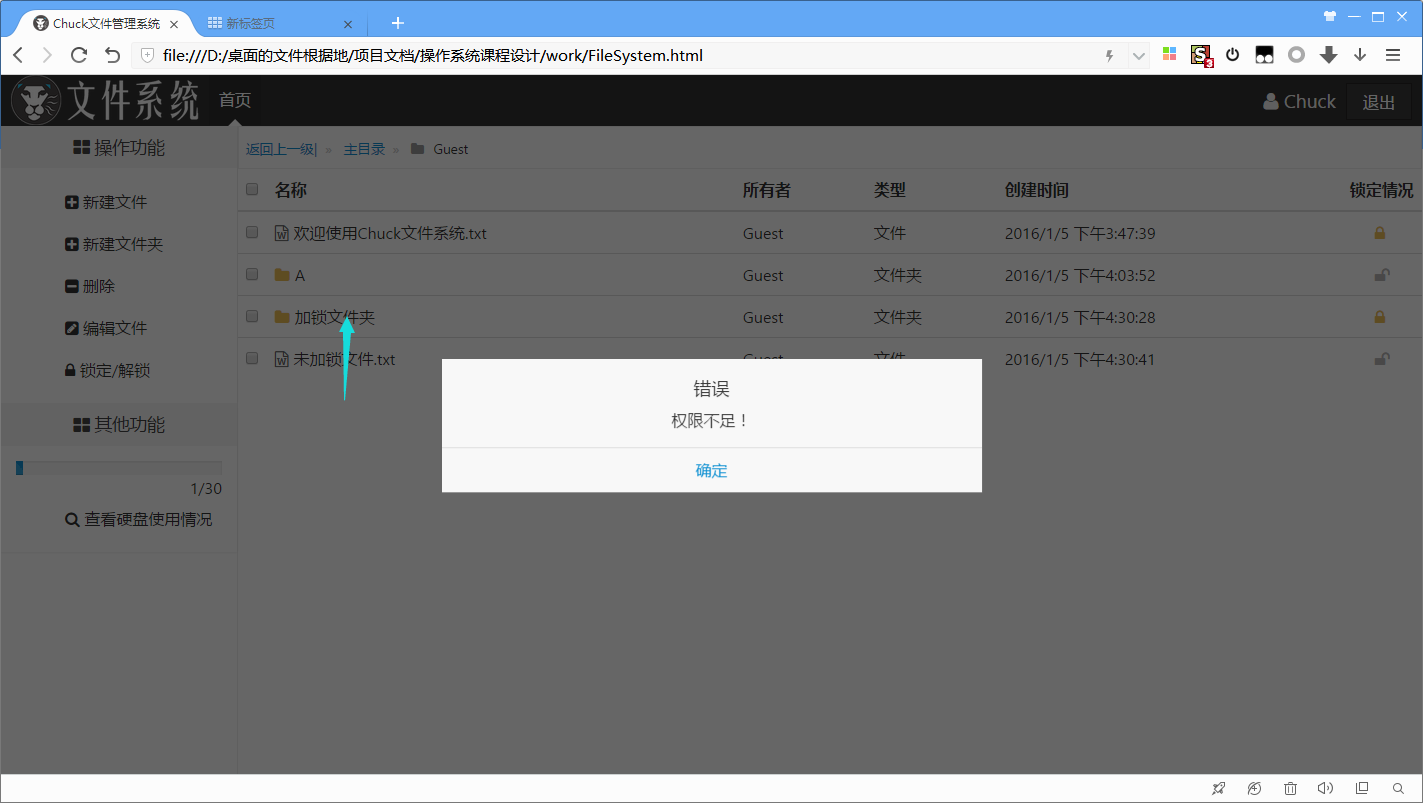 Chuck文件管理系统
新标签页
file:///D:/桌面的文件根据地/项目文档/操作系统课程设计/work/FileSystem.html
3
文件系统
首页
Chuck
退出
操作功能
新建文件
新建文件夹
删除
编辑文件
锁定/解锁
其他功能
1/30
查看硬盘使用情况
返回上一级| » 主目录 » Guest
名称 所有者 类型 创建时间 锁定情况
欢迎使用Chuck文件系统.txt Guest 文件 2016/1/5 下午3:47:39
A Guest 文件夹 2016/1/5 下午4:03:52
加锁文件夹 Guest 文件夹 2016/1/5 下午4:30:28
未加锁文件.txt Guest 文件 2016/1/5 下午4:30:41
错误
权限不足！
确定